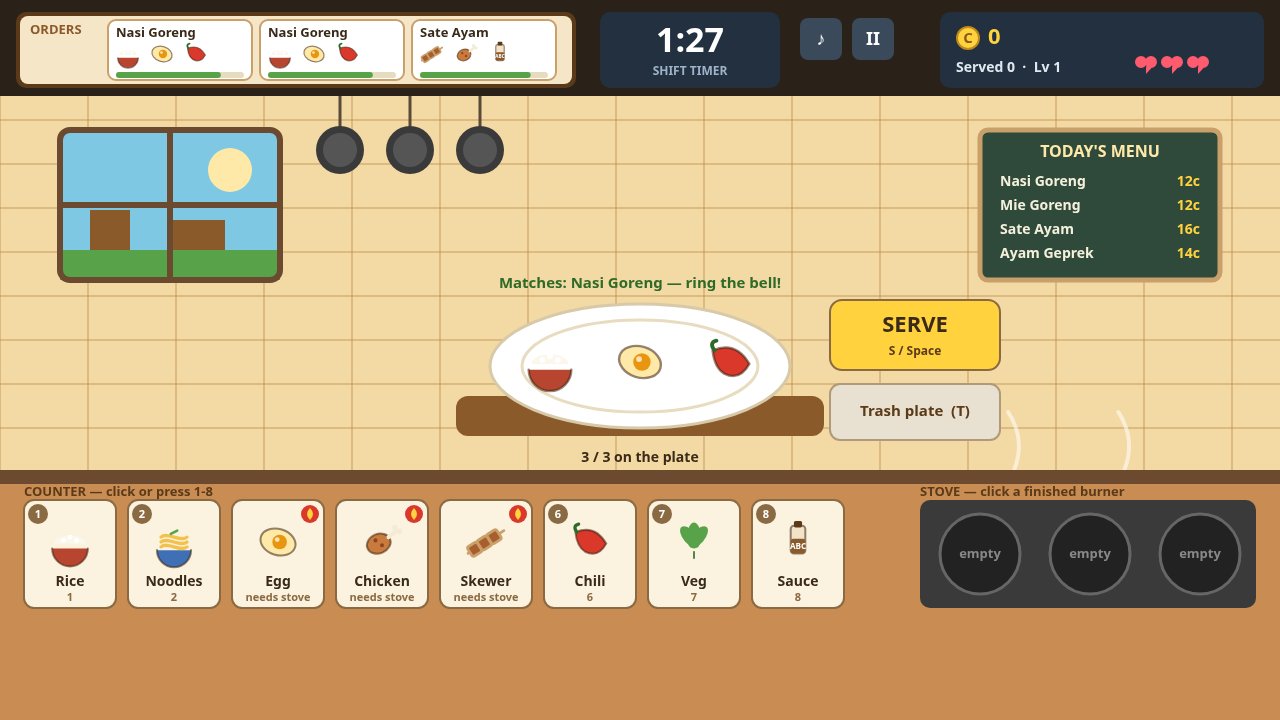 ORDERS
Nasi Goreng
Nasi Goreng
Sate Ayam
ABC
1:27
SHIFT TIMER
♪
II
C 0
Served 0 · Lv 1
TODAY'S MENU
Nasi Goreng 12c
Mie Goreng 12c
Sate Ayam 16c
Ayam Geprek 14c
Matches: Nasi Goreng — ring the bell!
SERVE
S / Space
Trash plate (T)
3 / 3 on the plate
COUNTER — click or press 1-8
1
Rice
1
2
Noodles
2
Egg
needs stove
Chicken
needs stove
Skewer
needs stove
6
Chili
6
7
Veg
7
8
ABC
Sauce
8
STOVE — click a finished burner
empty
empty
empty